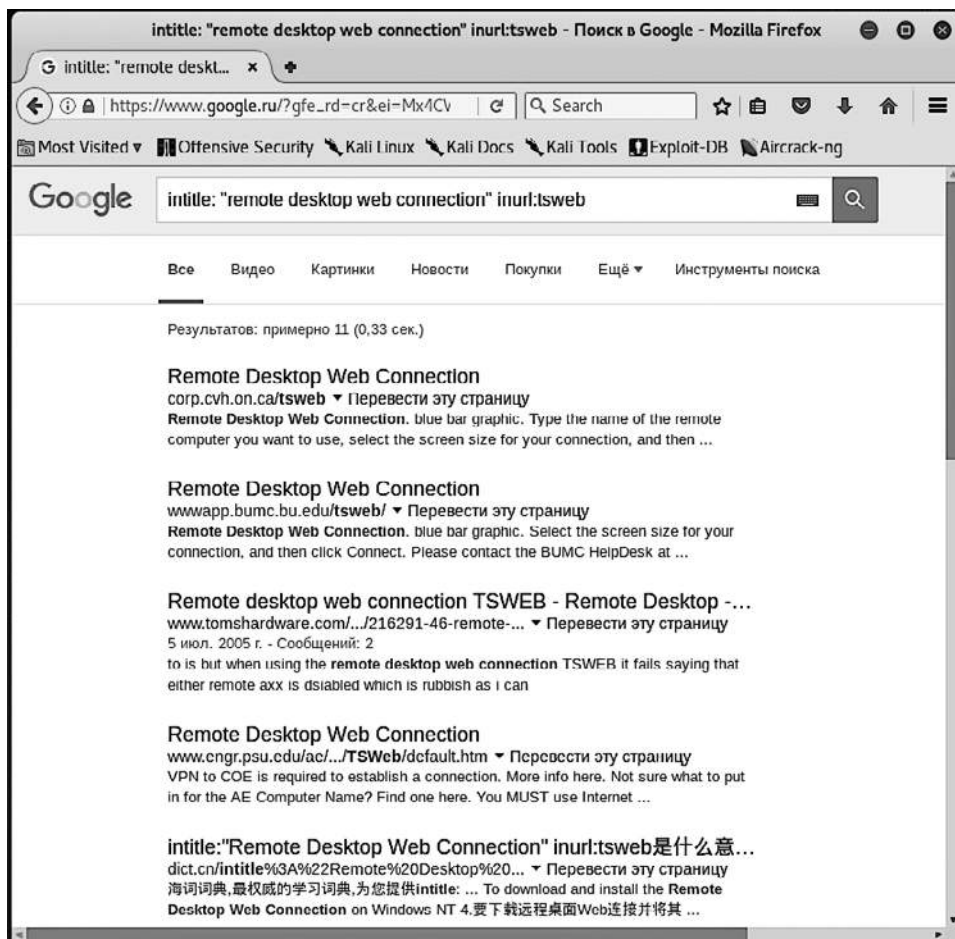 intitle: "remote desktop web connection" inurl:tsweb - Поиск в Google - Mozilla Firefox
G intitle: "remote deskt...
https://www.google.ru/?gfe_rd=cr&ei=Mx4CV
Search
Most Visited
Offensive Security
Kali Linux
Kali Docs
Kali Tools
Exploit-DB
Aircrack-ng
Google
intitle: "remote desktop web connection" inurl:tsweb
Все Видео Картинки Новости Покупки Ещё Инструменты поиска
Результатов: примерно 11 (0,33 сек.)
Remote Desktop Web Connection
corp.cvh.on.ca/tsweb ▼ Перевести эту страницу
Remote Desktop Web Connection. blue bar graphic. Type the name of the remote
computer you want to use, select the screen size for your connection, and then ...
Remote Desktop Web Connection
wwwapp.bumc.bu.edu/tsweb/ ▼ Перевести эту страницу
Remote Desktop Web Connection. blue bar graphic. Select the screen size for your
connection, and then click Connect. Please contact the BUMC HelpDesk at ...
Remote desktop web connection TSWEB - Remote Desktop -...
www.tomshardware.com/.../216291-46-remote-... ▼ Перевести эту страницу
5 июл. 2005 г. - Сообщений: 2
to is but when using the remote desktop web connection TSWEB it fails saying that
either remote axx is dsiabled which is rubbish as i can
Remote Desktop Web Connection
www.engr.psu.edu/ae/.../TSWeb/default.htm ▼ Перевести эту страницу
VPN to COE is required to establish a connection. More info here. Not sure what to put
in for the AE Computer Name? Find one here. You MUST use Internet ...
intitle:"Remote Desktop Web Connection" inurl:tsweb是什么意...
dict.cn/intitle%3A%22Remote%20Desktop%20... ▼ Перевести эту страницу
海词词典,最权威的学习词典,为您提供intitle: ... To download and install the Remote
Desktop Web Connection on Windows NT 4.要下载远程桌面Web连接并将其 ...